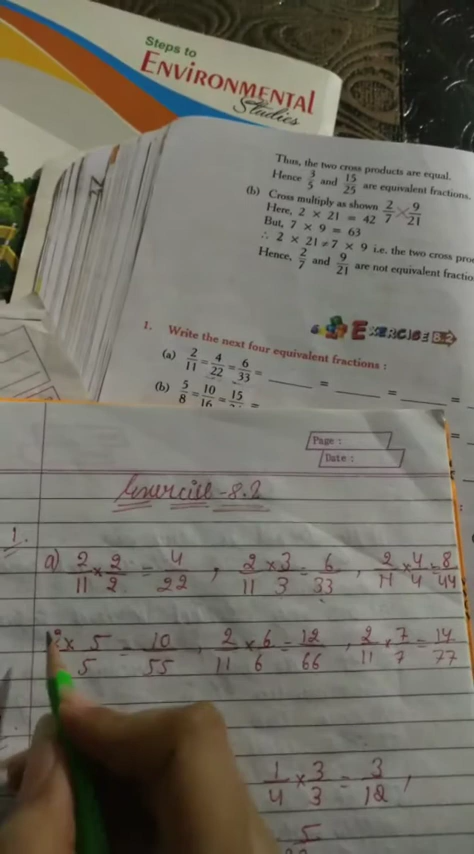 Steps to
ENVIRONMENTAL
Studies
Thus, the two cross products are equal.
Hence 3/5 and 15/25 are equivalent fractions.
(b) Cross multiply as shown 2/7 × 9/21
Here, 2 × 21 = 42
But, 7 × 9 = 63
∴ 2 × 21 ≠ 7 × 9 i.e. the two cross pro
Hence, 2/7 and 9/21 are not equivalent fractio
EXERCISE 8.2
1. Write the next four equivalent fractions :
(a) 2/11 = 4/22 = 6/33 = ____ = ____ = ____ =
(b) 5/8 = 10/16 = 15/ =
Page :
Date :
Exercise - 8.2
1.
a) 2/11 × 2/2 = 4/22 , 2/11 × 3/3 = 6/33 , 2/11 × 4/4 = 8/44
× 5/5 = 10/55 , 2/11 × 6/6 = 12/66 , 2/11 × 7/7 = 14/77
1/4 × 3/3 = 3/12 ,
5